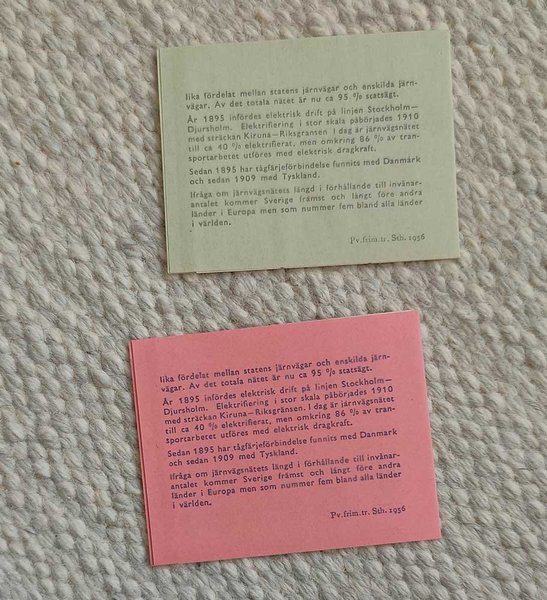 lika fördelat mellan statens järnvägar och enskilda järn-
vägar. Av det totala nätet är nu ca 95 % statsägt.
År 1895 infördes elektrisk drift på linjen Stockholm—
Djursholm. Elektrifiering i stor skala påbörjades 1910
med sträckan Kiruna—Riksgränsen. I dag är järnvägsnätet
till ca 40 % elektrifierat, men omkring 86 % av tran-
sportarbetet utföres med elektrisk dragkraft.
Sedan 1895 har tågfärjeförbindelse funnits med Danmark
och sedan 1909 med Tyskland.
Ifråga om järnvägsnätets längd i förhållande till invånar-
antalet kommer Sverige främst och långt före andra
länder i Europa men som nummer fem bland alla länder
i världen.
Pv.frim.tr. Sth. 1956
lika fördelat mellan statens järnvägar och enskilda järn-
vägar. Av det totala nätet är nu ca 95 % statsägt.
År 1895 infördes elektrisk drift på linjen Stockholm—
Djursholm. Elektrifiering i stor skala påbörjades 1910
med sträckan Kiruna—Riksgränsen. I dag är järnvägsnätet
till ca 40 % elektrifierat, men omkring 86 % av tran-
sportarbetet utföres med elektrisk dragkraft.
Sedan 1895 har tågfärjeförbindelse funnits med Danmark
och sedan 1909 med Tyskland.
Ifråga om järnvägsnätets längd i förhållande till invånar-
antalet kommer Sverige främst och långt före andra
länder i Europa men som nummer fem bland alla länder
i världen.
Pv.frim.tr. Sth. 1956